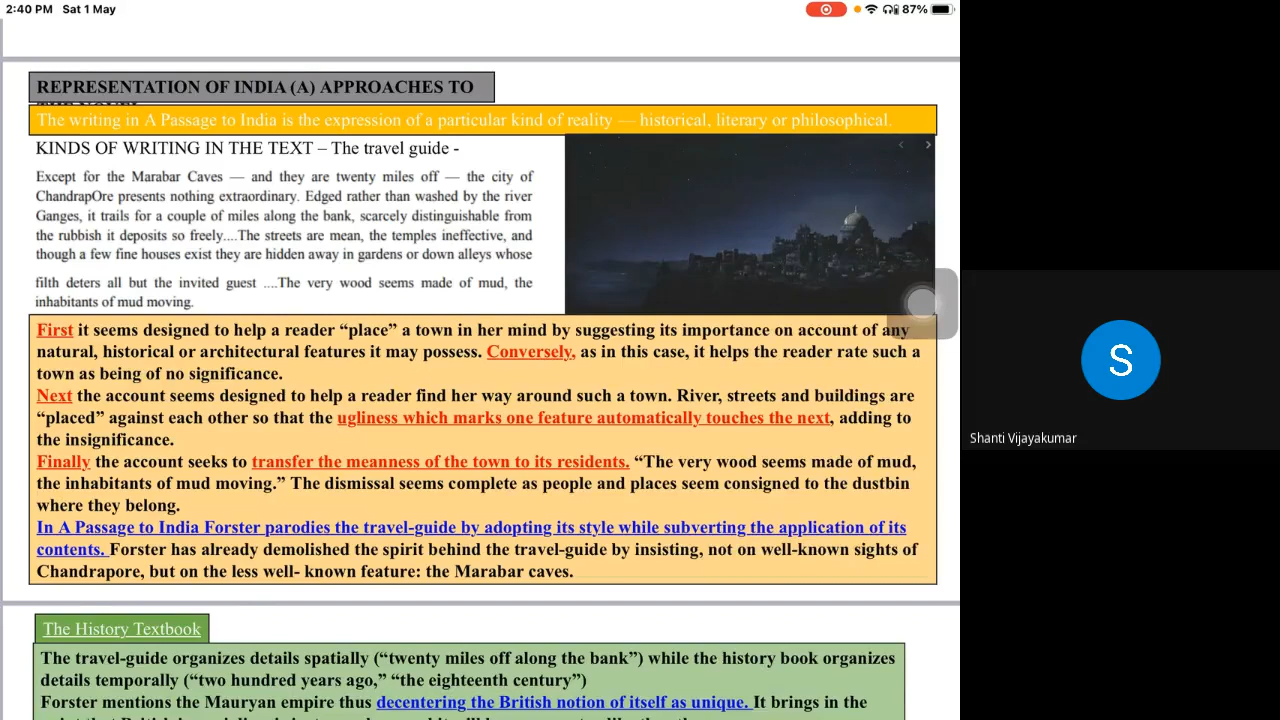 2:40 PM Sat 1 May
87%
REPRESENTATION OF INDIA (A) APPROACHES TO
The writing in A Passage to India is the expression of a particular kind of reality — historical, literary or philosophical.
KINDS OF WRITING IN THE TEXT – The travel guide -
Except for the Marabar Caves — and they are twenty miles off — the city of
ChandrapOre presents nothing extraordinary. Edged rather than washed by the river
Ganges, it trails for a couple of miles along the bank, scarcely distinguishable from
the rubbish it deposits so freely....The streets are mean, the temples ineffective, and
though a few fine houses exist they are hidden away in gardens or down alleys whose
filth deters all but the invited guest ....The very wood seems made of mud, the
inhabitants of mud moving.
First it seems designed to help a reader “place” a town in her mind by suggesting its importance on account of any
natural, historical or architectural features it may possess. Conversely, as in this case, it helps the reader rate such a
town as being of no significance.
Next the account seems designed to help a reader find her way around such a town. River, streets and buildings are
“placed” against each other so that the ugliness which marks one feature automatically touches the next, adding to
the insignificance.
Finally the account seeks to transfer the meanness of the town to its residents. “The very wood seems made of mud,
the inhabitants of mud moving.” The dismissal seems complete as people and places seem consigned to the dustbin
where they belong.
In A Passage to India Forster parodies the travel-guide by adopting its style while subverting the application of its
contents. Forster has already demolished the spirit behind the travel-guide by insisting, not on well-known sights of
Chandrapore, but on the less well- known feature: the Marabar caves.
The History Textbook
The travel-guide organizes details spatially (“twenty miles off along the bank”) while the history book organizes
details temporally (“two hundred years ago,” “the eighteenth century”)
Forster mentions the Mauryan empire thus decentering the British notion of itself as unique. It brings in the
S
Shanti Vijayakumar